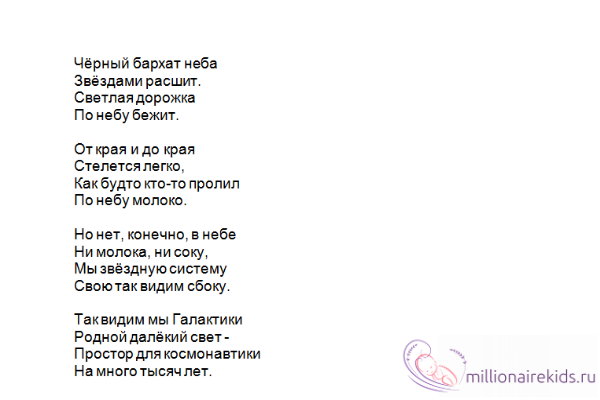 Чёрный бархат неба
Звёздами расшит.
Светлая дорожка
По небу бежит.
От края и до края
Стелется легко,
Как будто кто-то пролил
По небу молоко.
Но нет, конечно, в небе
Ни молока, ни соку,
Мы звёздную систему
Свою так видим сбоку.
Так видим мы Галактики
Родной далёкий свет -
Простор для космонавтики
На много тысяч лет.
millionairekids.ru